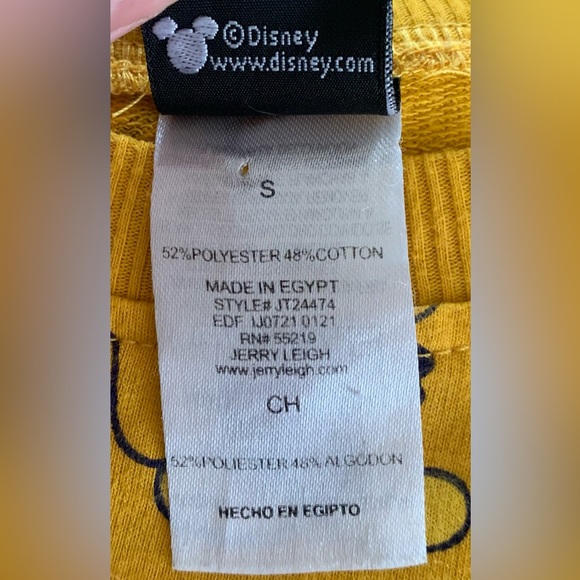 ©Disney
www.disney.com
S
52%POLYESTER 48%COTTON
MADE IN EGYPT
STYLE# JT24474
EDF IJ0721 0121
RN# 55219
JERRY LEIGH
www.jerryleigh.com
CH
52%POLIESTER 48% ALGODON
HECHO EN EGIPTO